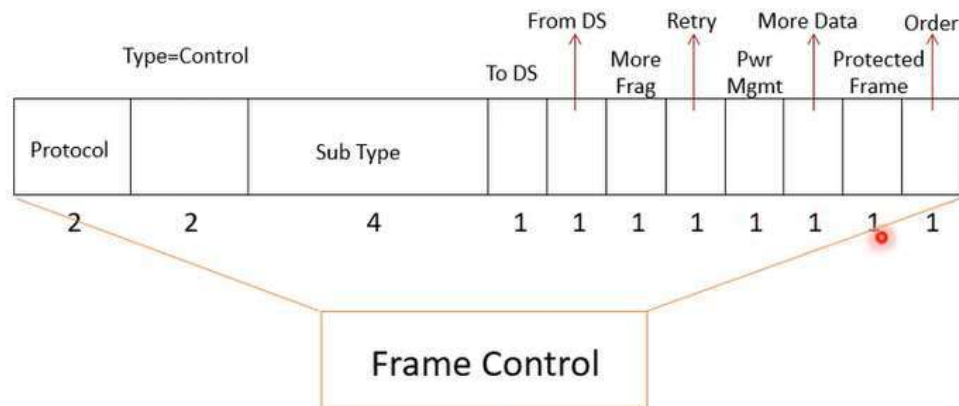 From DS
Retry
More Data
Order
Type=Control
To DS
More
Frag
Pwr
Mgmt
Protected
Frame
Protocol
Sub Type
2 2 4 1 1 1 1 1 1 1 1
Frame Control